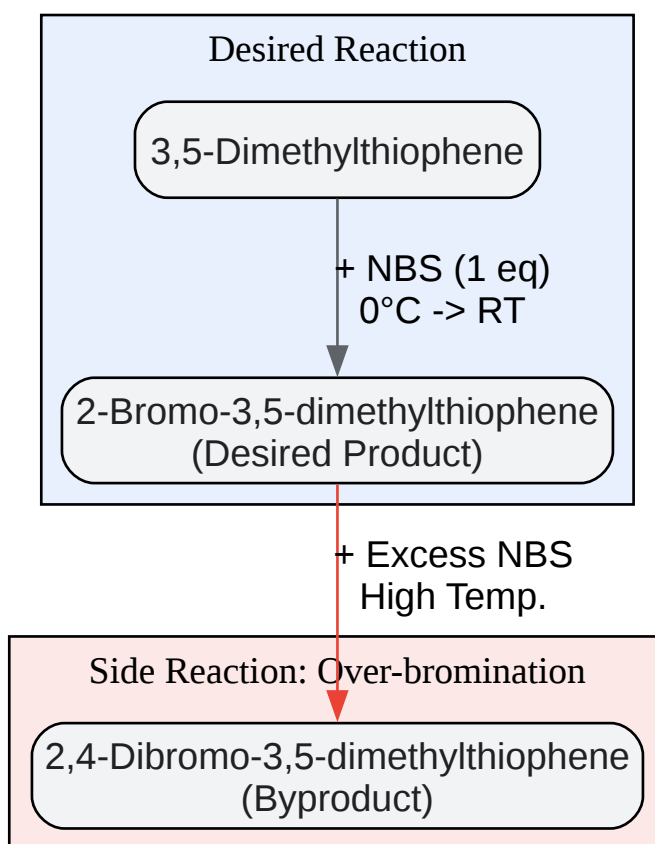 Desired Reaction
3,5-Dimethylthiophene
+ NBS (1 eq)
0°C -> RT
2-Bromo-3,5-dimethylthiophene
(Desired Product)
+ Excess NBS
High Temp.
Side Reaction: Over-bromination
2,4-Dibromo-3,5-dimethylthiophene
(Byproduct)